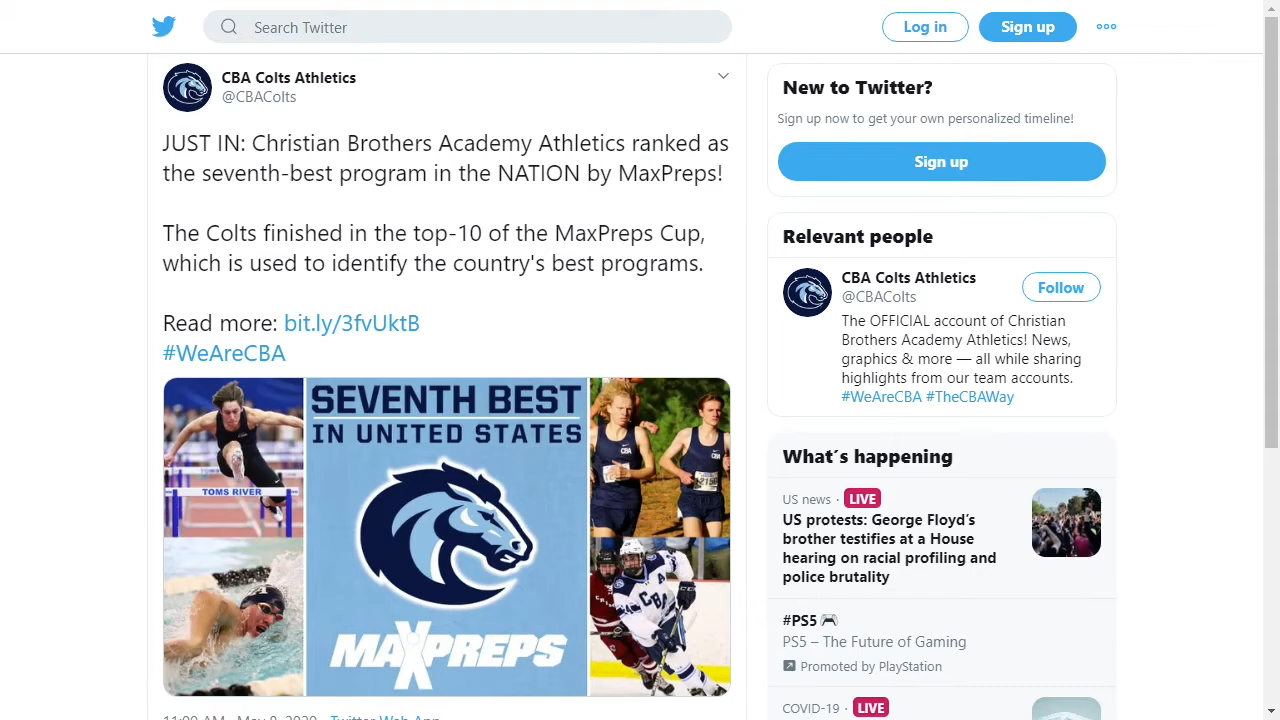 Search Twitter
Log in
Sign up
CBA Colts Athletics
@CBAColts
JUST IN: Christian Brothers Academy Athletics ranked as
the seventh-best program in the NATION by MaxPreps!
The Colts finished in the top-10 of the MaxPreps Cup,
which is used to identify the country's best programs.
Read more: bit.ly/3fvUktB
#WeAreCBA
SEVENTH BEST
IN UNITED STATES
TOMS RIVER
CBA
CBA
A
MAXPREPS
11:00 AM · May 8, 2020 · Twitter Web App
New to Twitter?
Sign up now to get your own personalized timeline!
Sign up
Relevant people
CBA Colts Athletics
@CBAColts
Follow
The OFFICIAL account of Christian
Brothers Academy Athletics! News,
graphics & more — all while sharing
highlights from our team accounts.
#WeAreCBA #TheCBAWay
What's happening
US news · LIVE
US protests: George Floyd's
brother testifies at a House
hearing on racial profiling and
police brutality
#PS5
PS5 – The Future of Gaming
Promoted by PlayStation
COVID-19 · LIVE